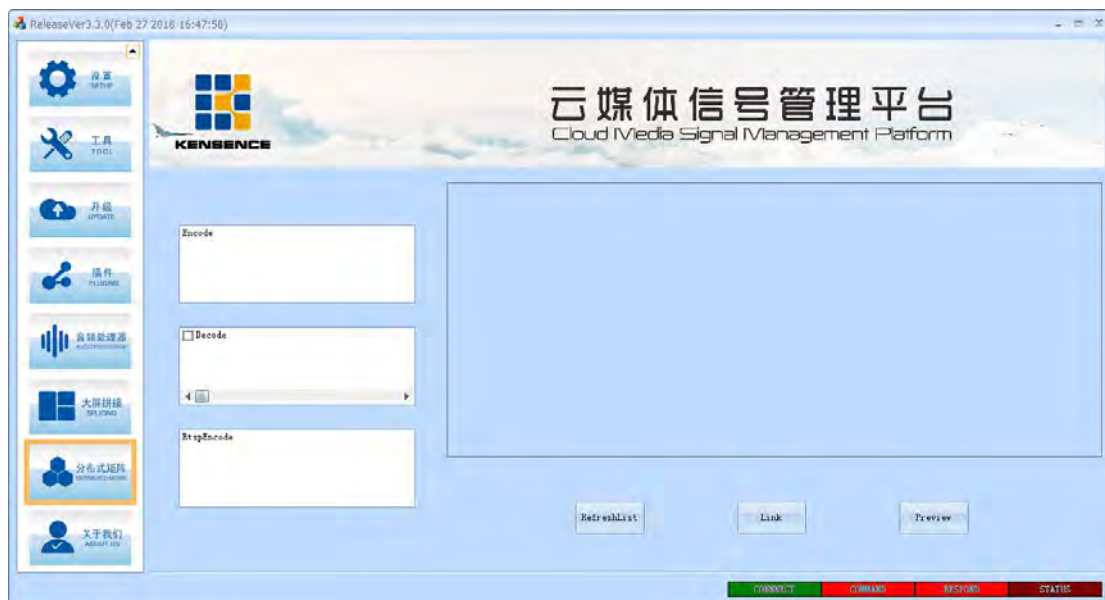 ReleaseVer3.3.0(Feb 27 2018 16:47:58)
设置
SETUP
工具
TOOL
升级
UPDATE
插件
PLUGINS
音频处理器
大屏拼接
SPLICING
分布式矩阵
关于我们
ABOUT US
KENSENCE
云媒体信号管理平台
Cloud Media Signal Management Platform
Encode
Decode
RtspEncode
RefreshList
Link
Preview
CONNECT
COMMAND
RESPOND
STATUS